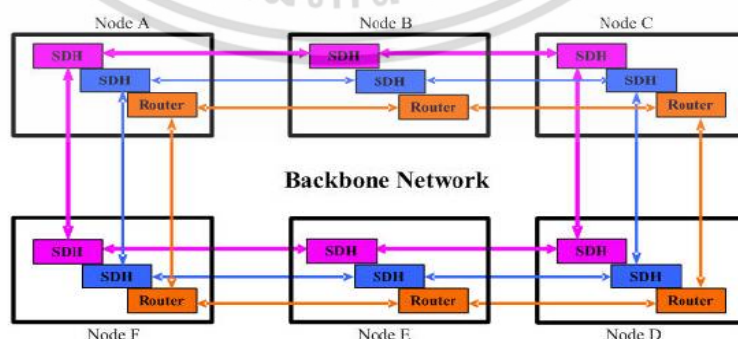 Node A Node B Node C
SDH SDH SDH
SDH SDH SDH
Router Router Router
Backbone Network
SDH SDH SDH
SDH SDH SDH
Router Router Router
Node F Node E Node D